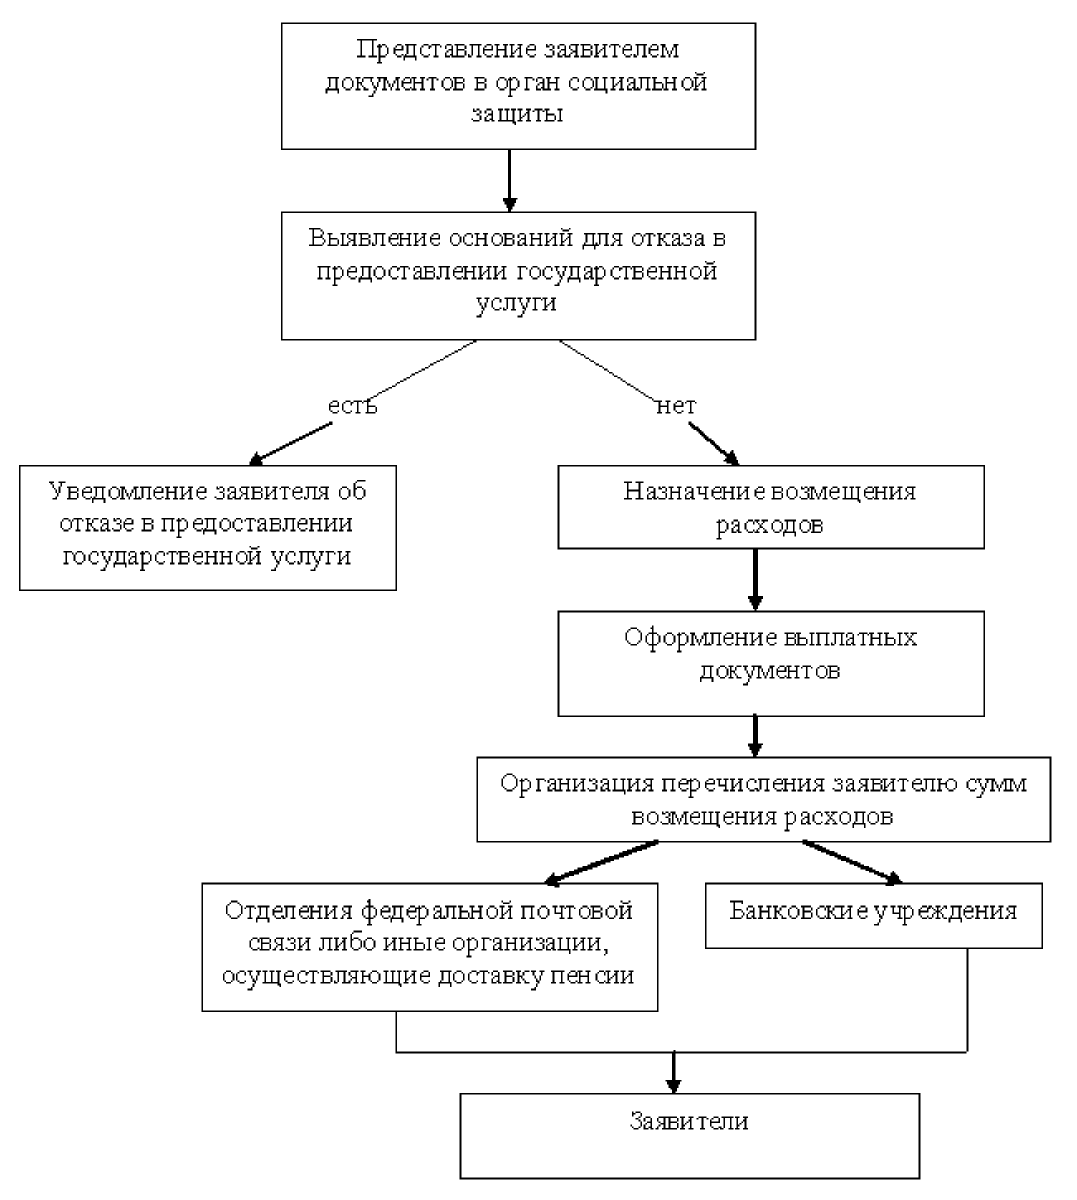 Представление заявителем
документов в орган социальной
защиты
Выявление оснований для отказа в
предоставлении государственной
услуги
есть
нет
Уведомление заявителя об
отказе в предоставлении
государственной услуги
Назначение возмещения
расходов
Оформление выплатных
документов
Организация перечисления заявителю сумм
возмещения расходов
Отделения федеральной почтовой
связи либо иные организации,
осуществляющие доставку пенсии
Банковские учреждения
Заявители